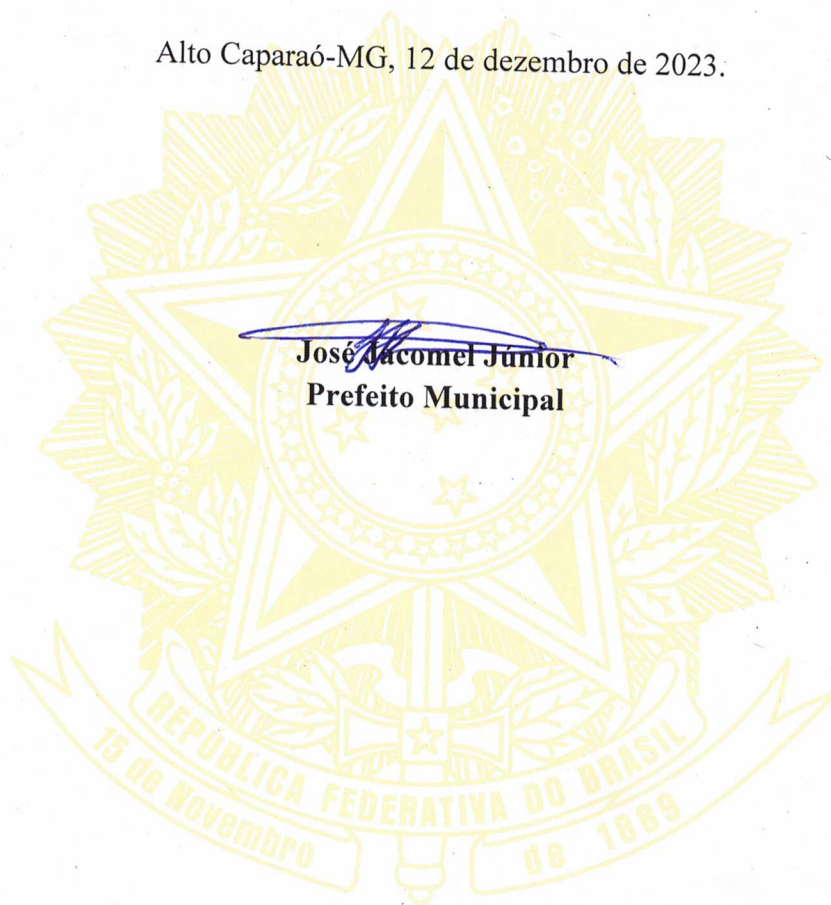 Alto Caparaó-MG, 12 de dezembro de 2023.
José Jacomel Júnior
Prefeito Municipal
REPÚBLICA FEDERATIVA DO BRASIL
15 de Novembro de 1889